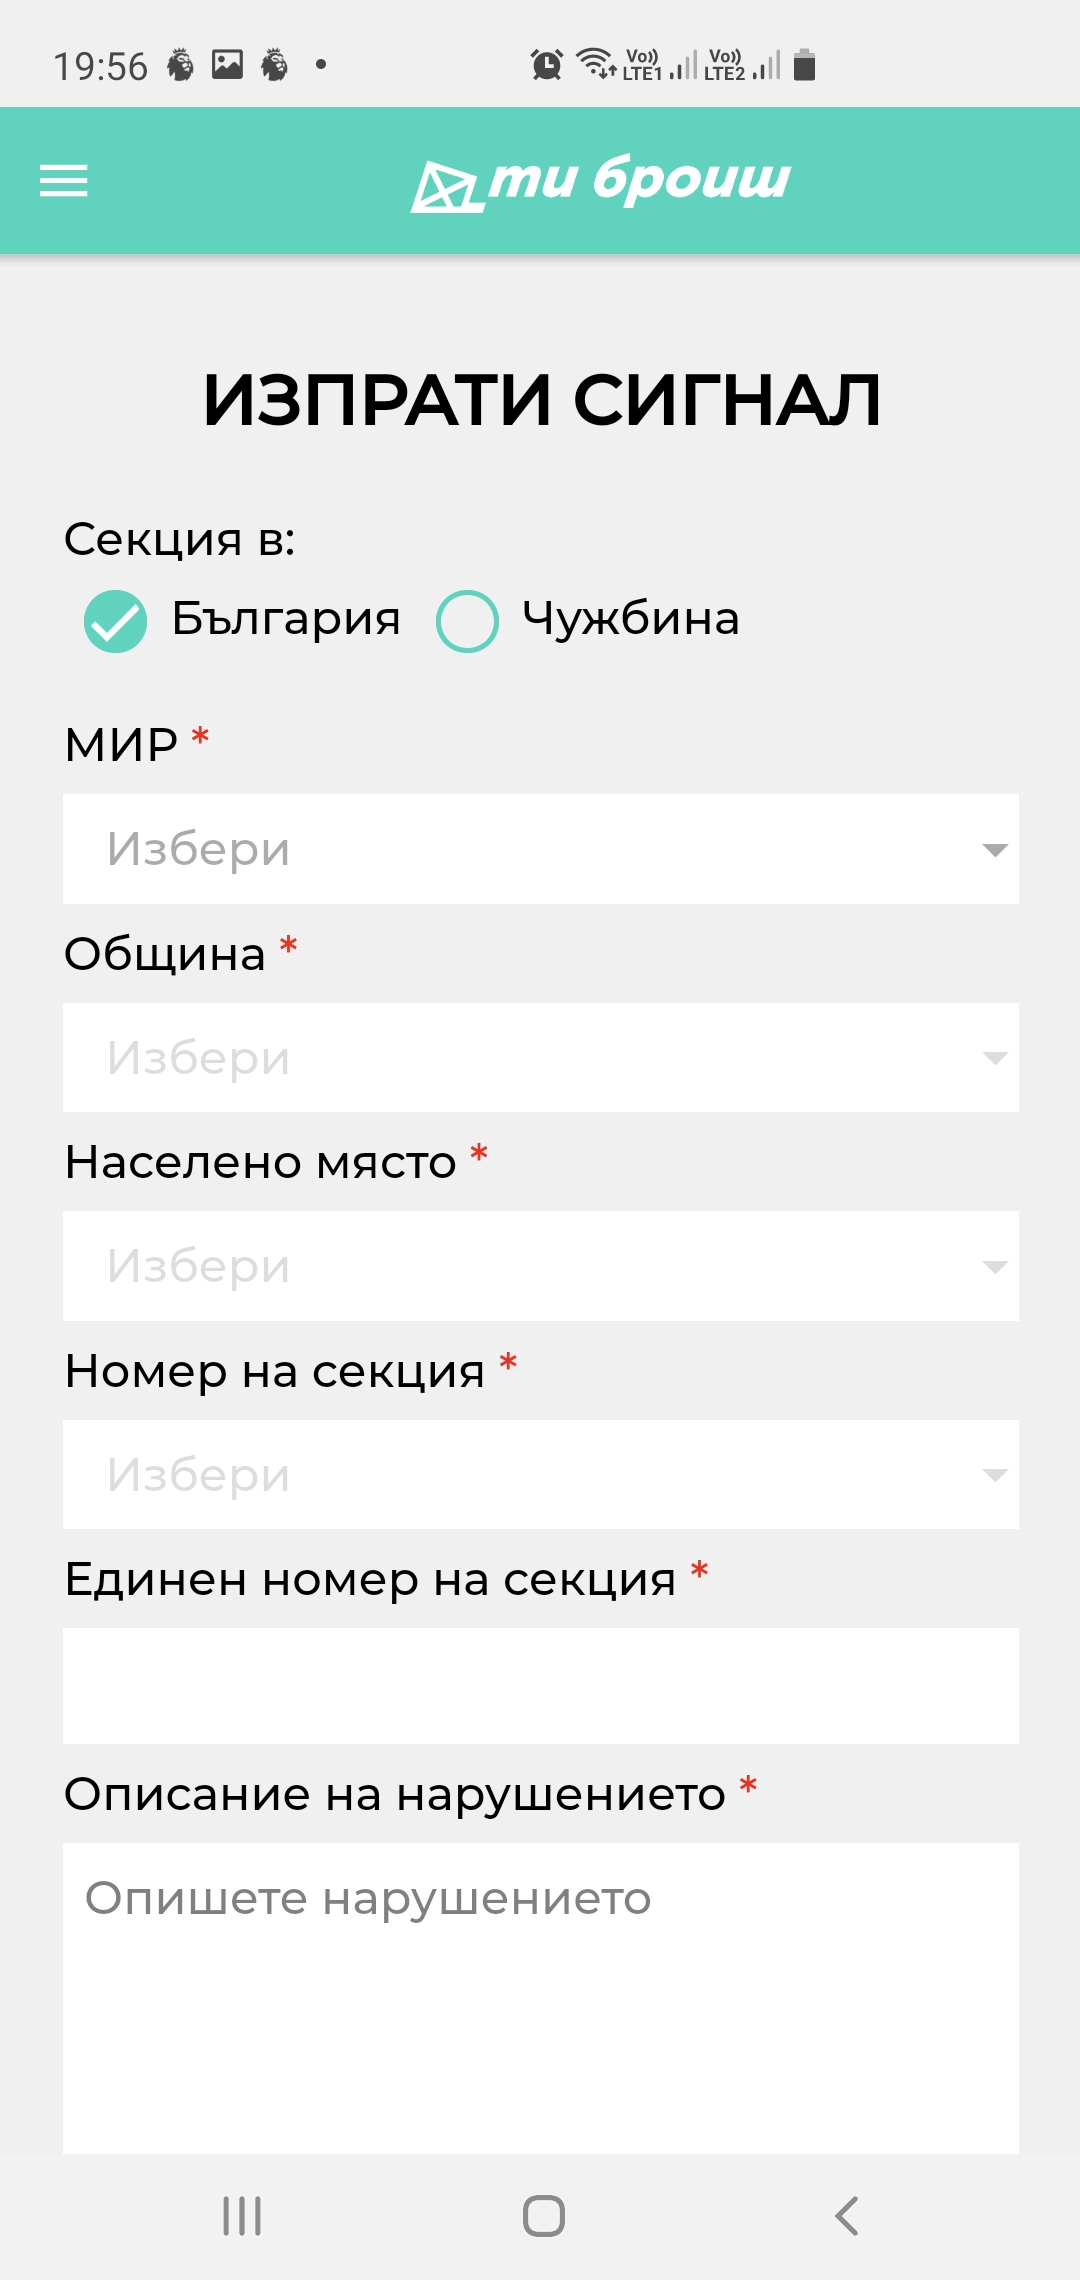 19:56 Vo)) LTE1 Vo)) LTE2
ти броиш
ИЗПРАТИ СИГНАЛ
Секция в:
България Чужбина
МИР *
Избери
Община *
Избери
Населено място *
Избери
Номер на секция *
Избери
Единен номер на секция *
Описание на нарушението *
Опишете нарушението